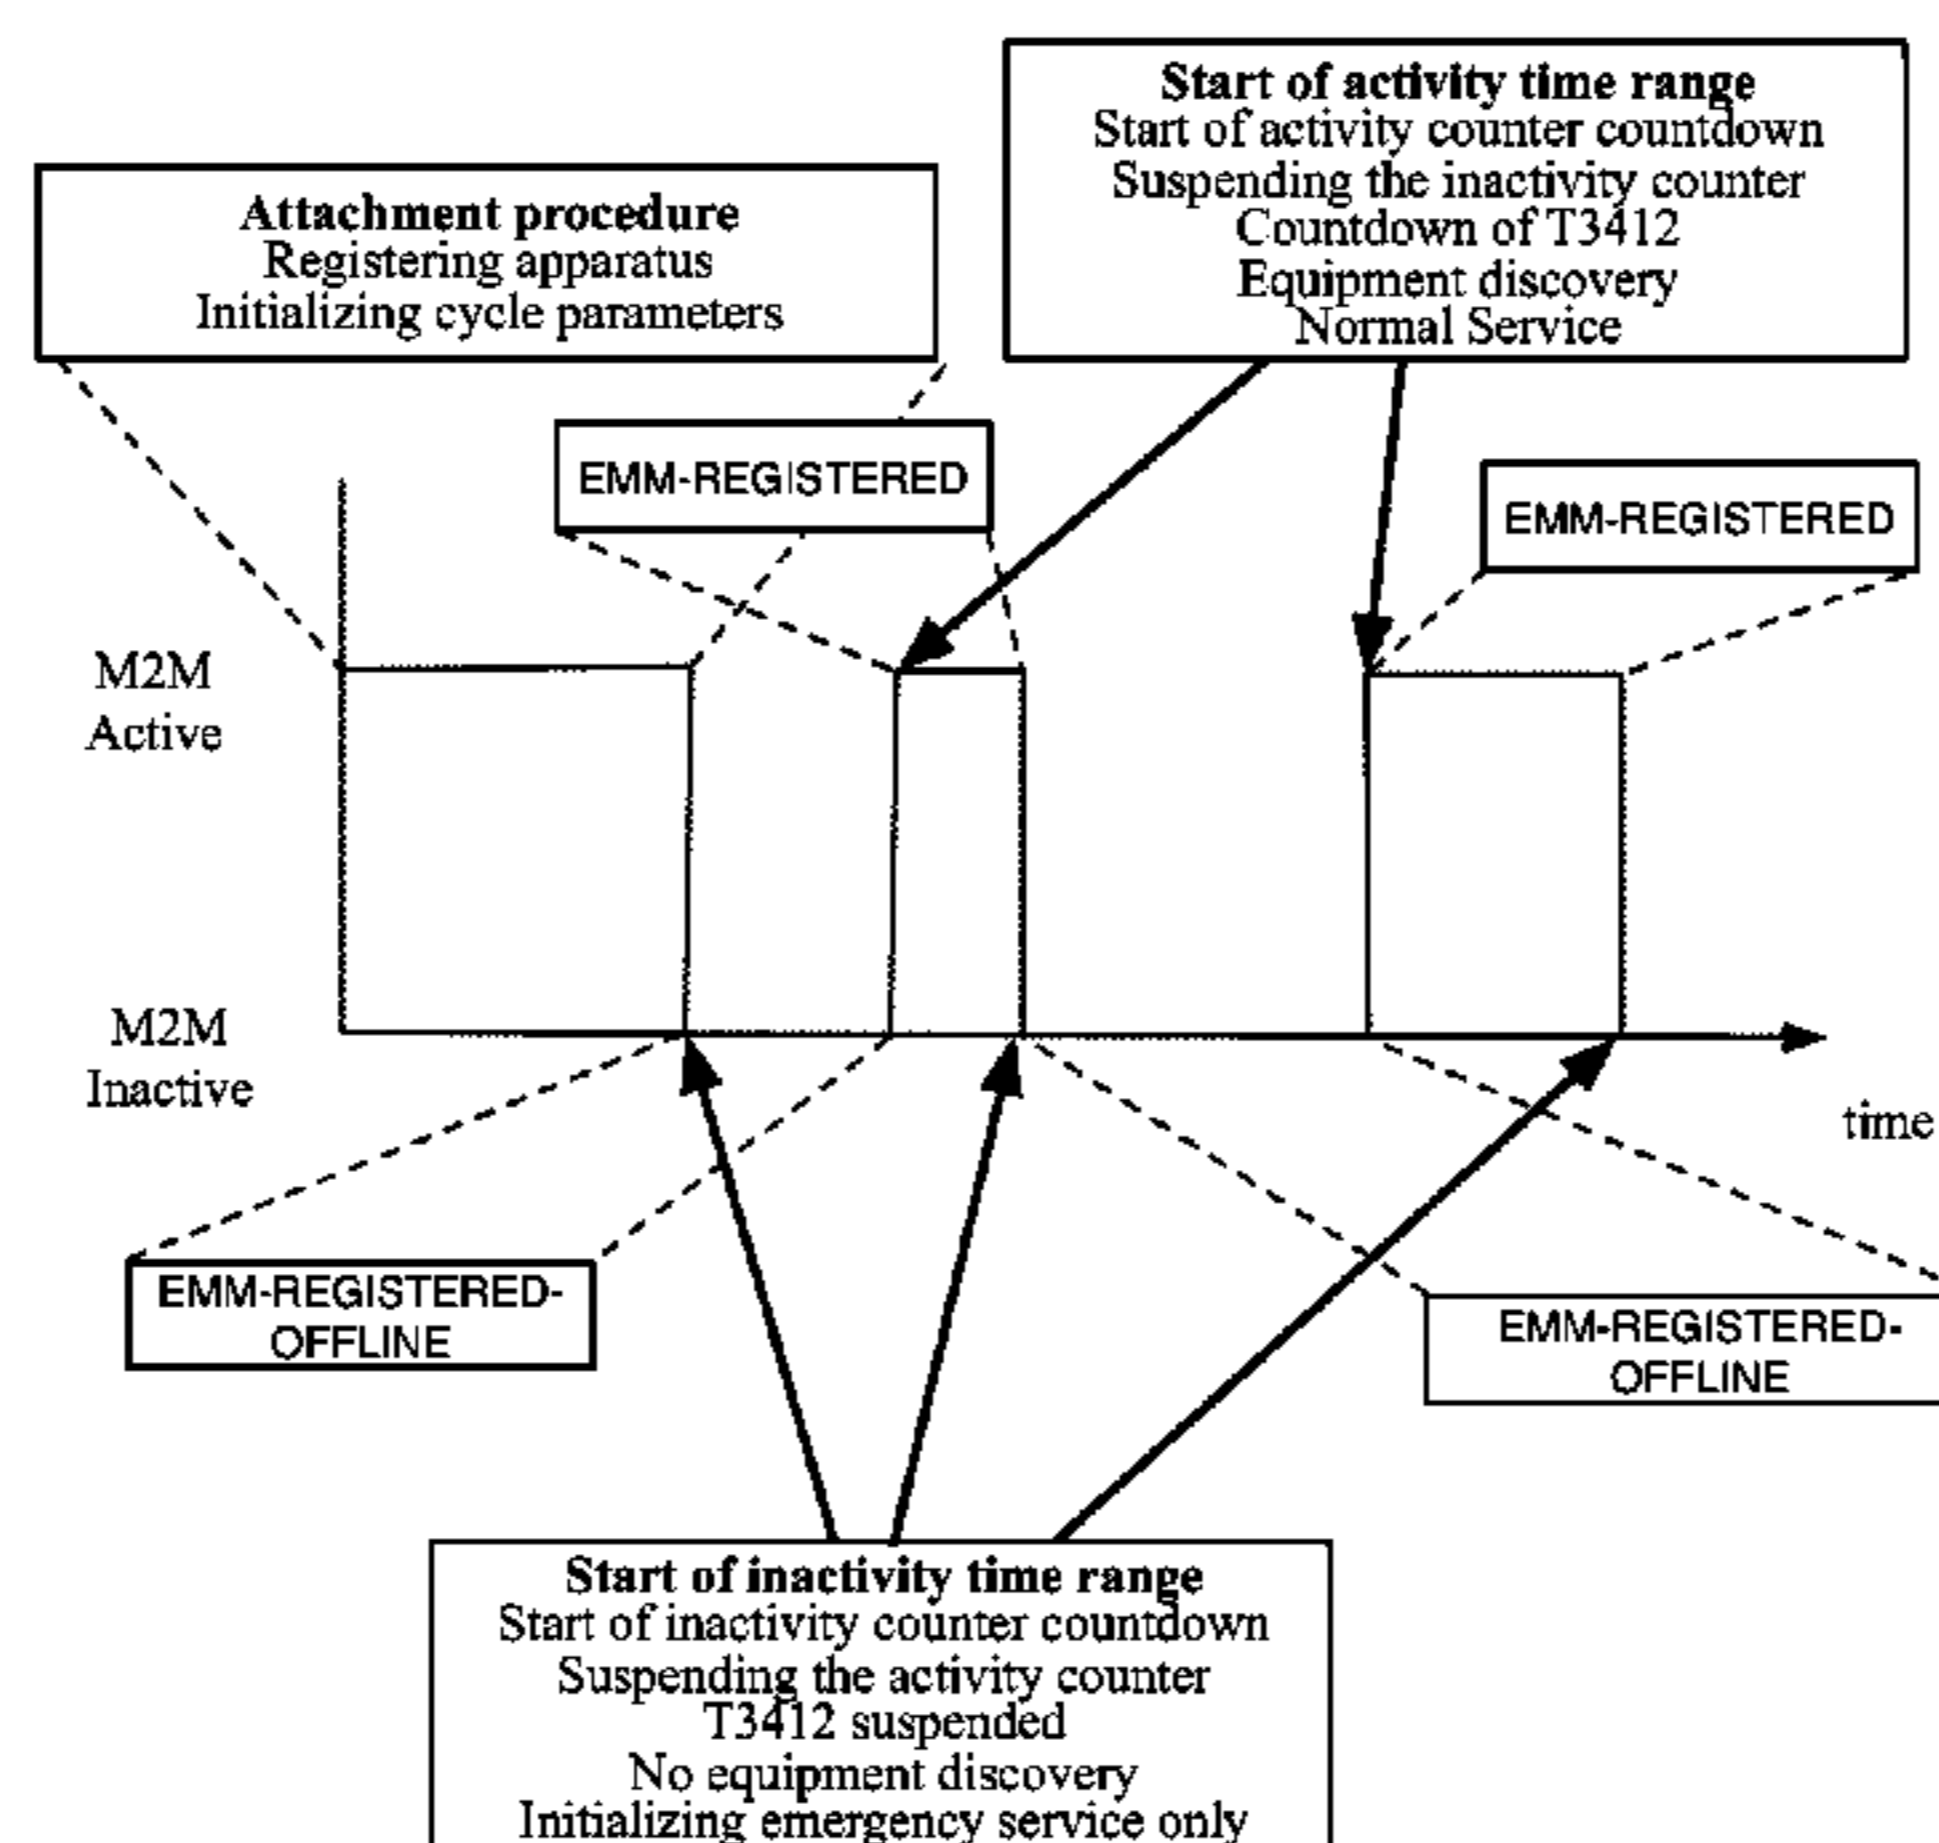 Start of activity time range
Start of activity counter countdown
Suspending the inactivity counter
Countdown of T3412
Equipment discovery
Normal Service
Attachment procedure
Registering apparatus
Initializing cycle parameters
EMM-REGISTERED
EMM-REGISTERED
M2M
Active
M2M
Inactive
time
EMM-REGISTERED-
OFFLINE
EMM-REGISTERED-
OFFLINE
Start of inactivity time range
Start of inactivity counter countdown
Suspending the activity counter
T3412 suspended
No equipment discovery
Initializing emergency service only